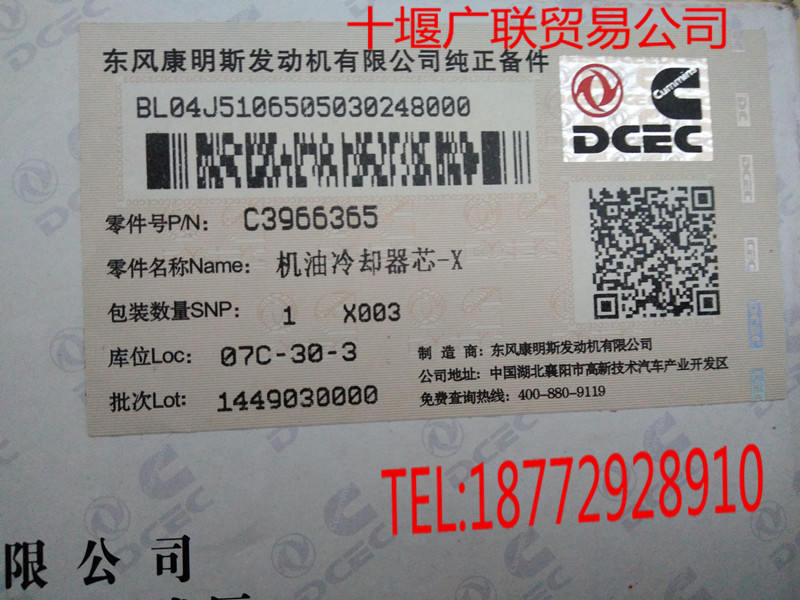 十堰广联贸易公司
东风康明斯发动机有限公司纯正备件
BL04J5106505030248000
Cummins
DCEC
零件号P/N: C3966365
零件名称Name: 机油冷却器芯-X
包装数量SNP: 1 X003
库位Loc: 07C-30-3
批次Lot: 1449030000
制 造 商: 东风康明斯发动机有限公司
公司地址: 中国湖北襄阳市高新技术汽车产业开发区
免费查询热线: 400-880-9119
TEL:18772928910
限公司
DCEC